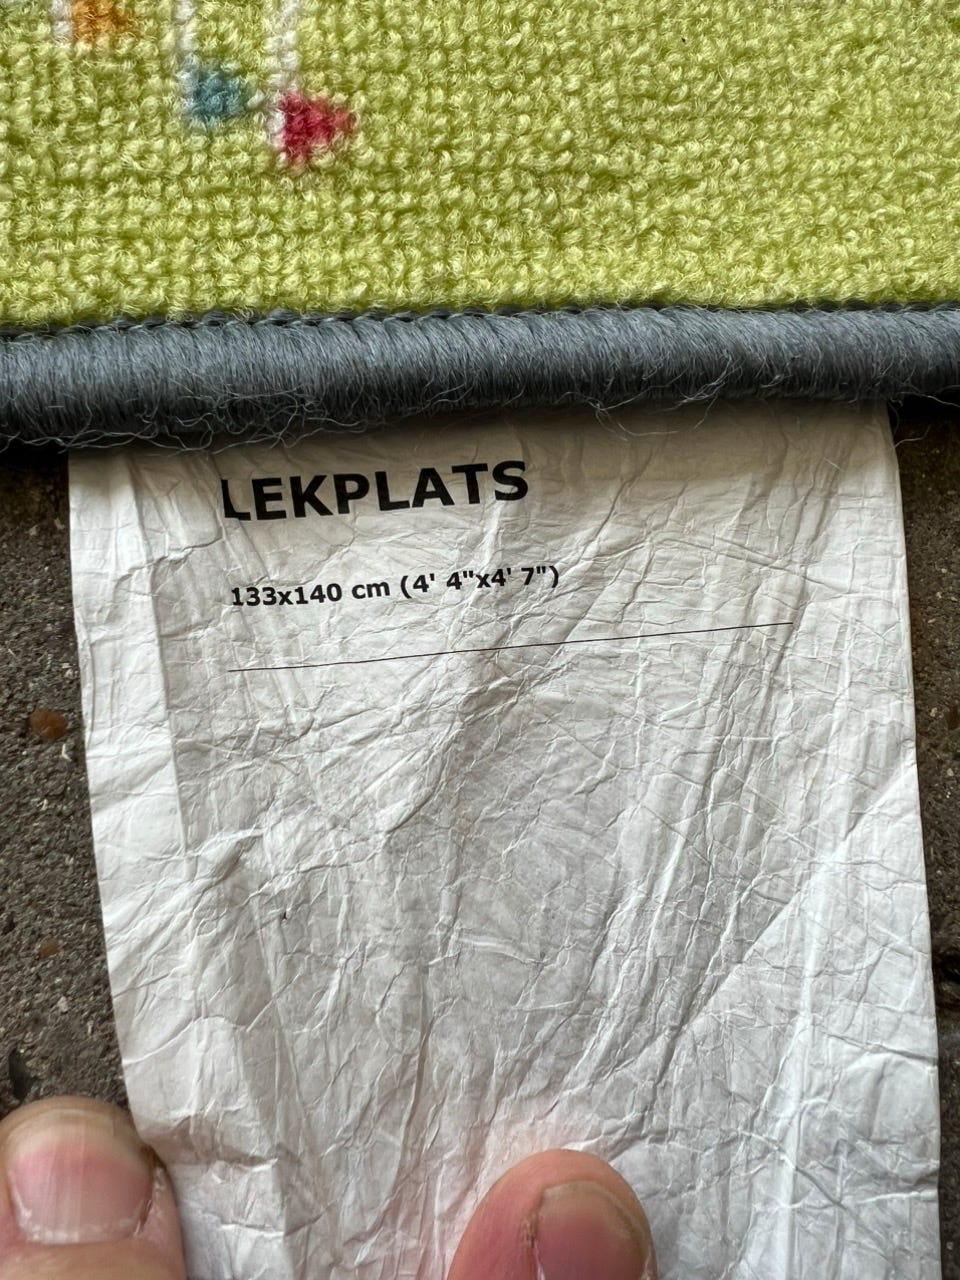 LEKPLATS
133x140 cm (4' 4"x4' 7")